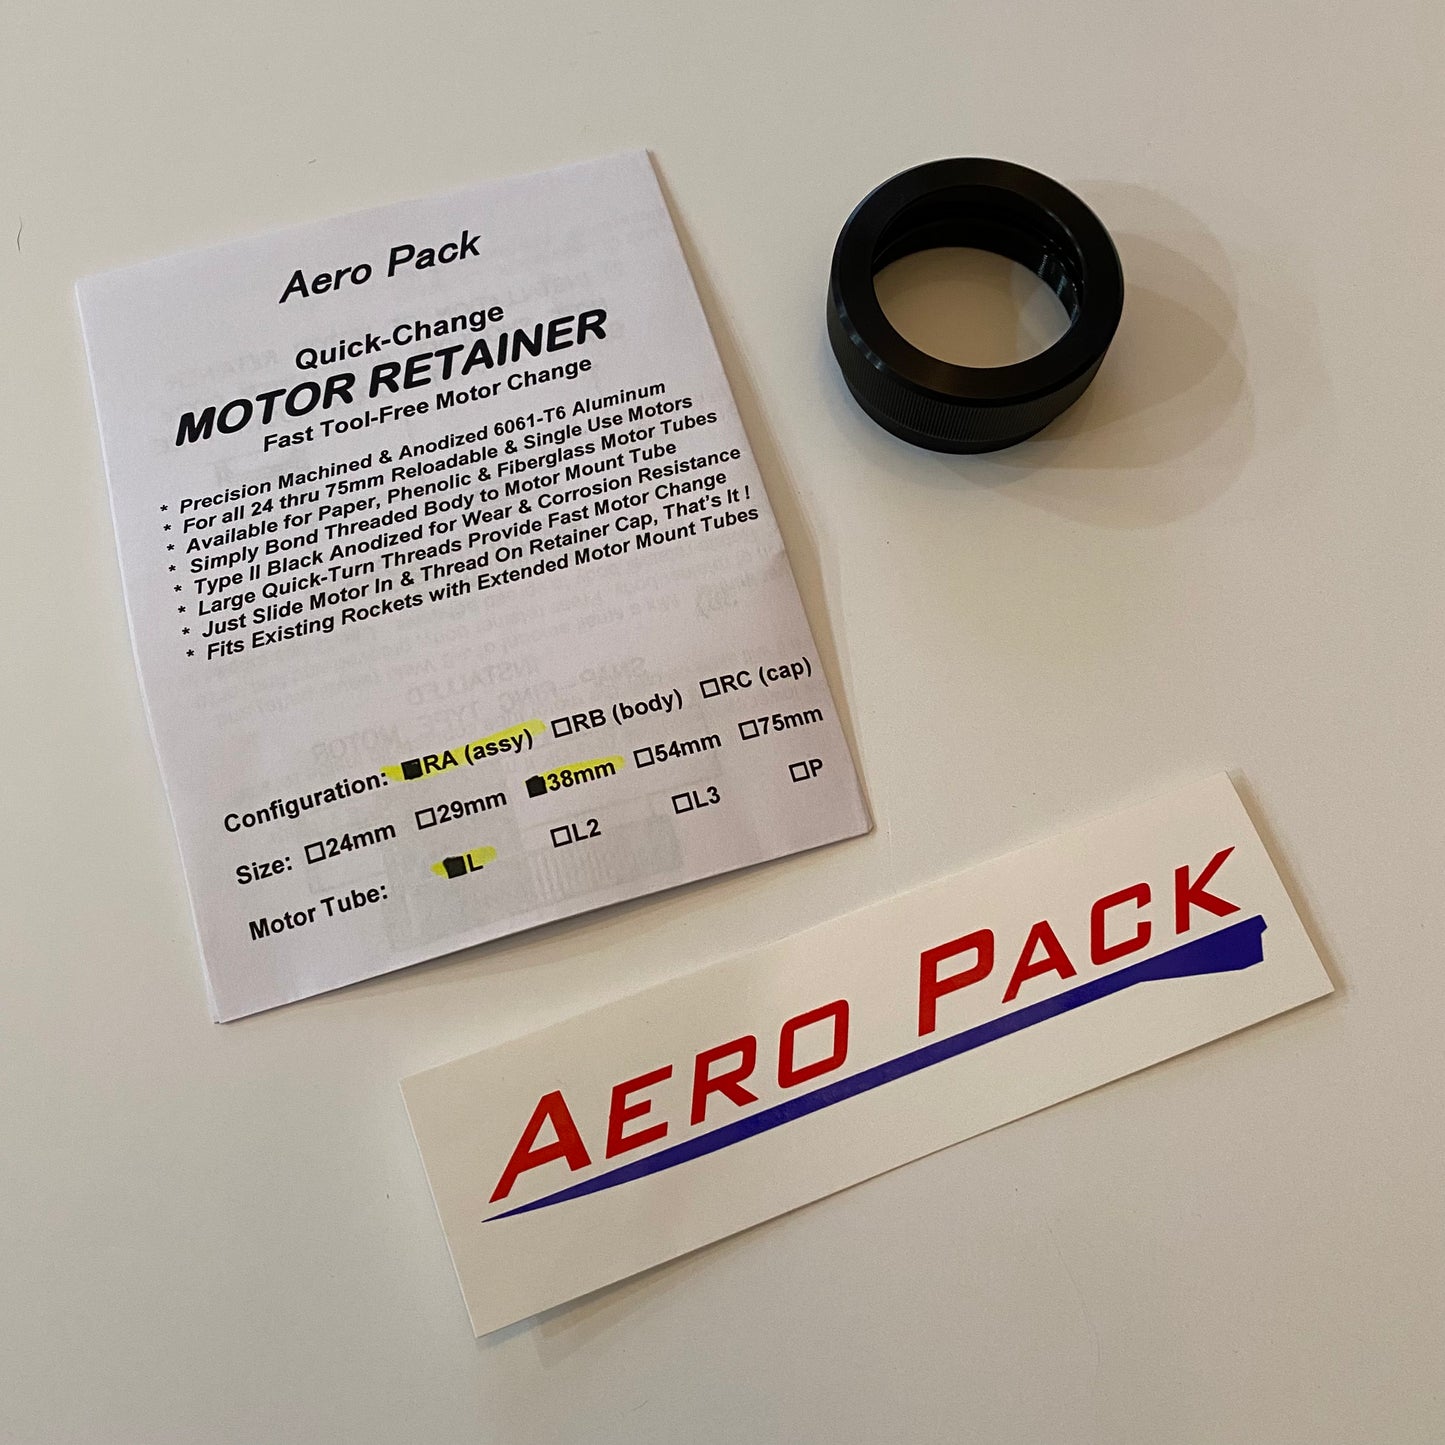 Aero Pack
Quick-Change
MOTOR RETAINER
Fast Tool-Free Motor Change
* Precision Machined & Anodized 6061-T6 Aluminum
* For all 24 thru 75mm Reloadable & Single Use Motors
* Available for Paper, Phenolic & Fiberglass Motor Tubes
* Simply Bond Threaded Body to Motor Mount Tube
* Type II Black Anodized for Wear & Corrosion Resistance
* Large Quick-Turn Threads Provide Fast Motor Change
* Just Slide Motor In & Thread On Retainer Cap, That's It !
* Fits Existing Rockets with Extended Motor Mount Tubes
Configuration: ■RA (assy) □RB (body) □RC (cap)
Size: □24mm □29mm ■38mm □54mm □75mm
Motor Tube: ■L □L2 □L3 □P
AERO PACK